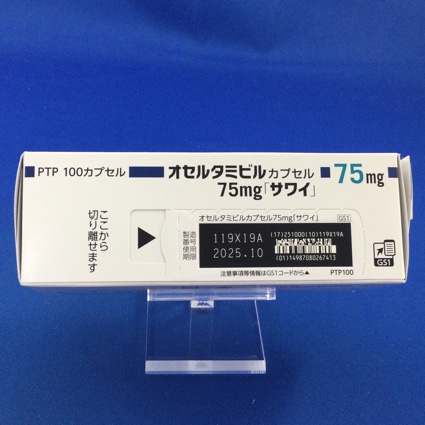 PTP 100カプセル
オセルタミビルカプセル
75mg「サワイ」
75mg
ここから
切り離せます
オセルタミビルカプセル75mg「サワイ」
GS1
製造番号
使用期限
119X19A
2025.10
(17)251000(10)119X19A
(01)14987080267413
注意事項等情報はGS1コードから▲
PTP100
GS1